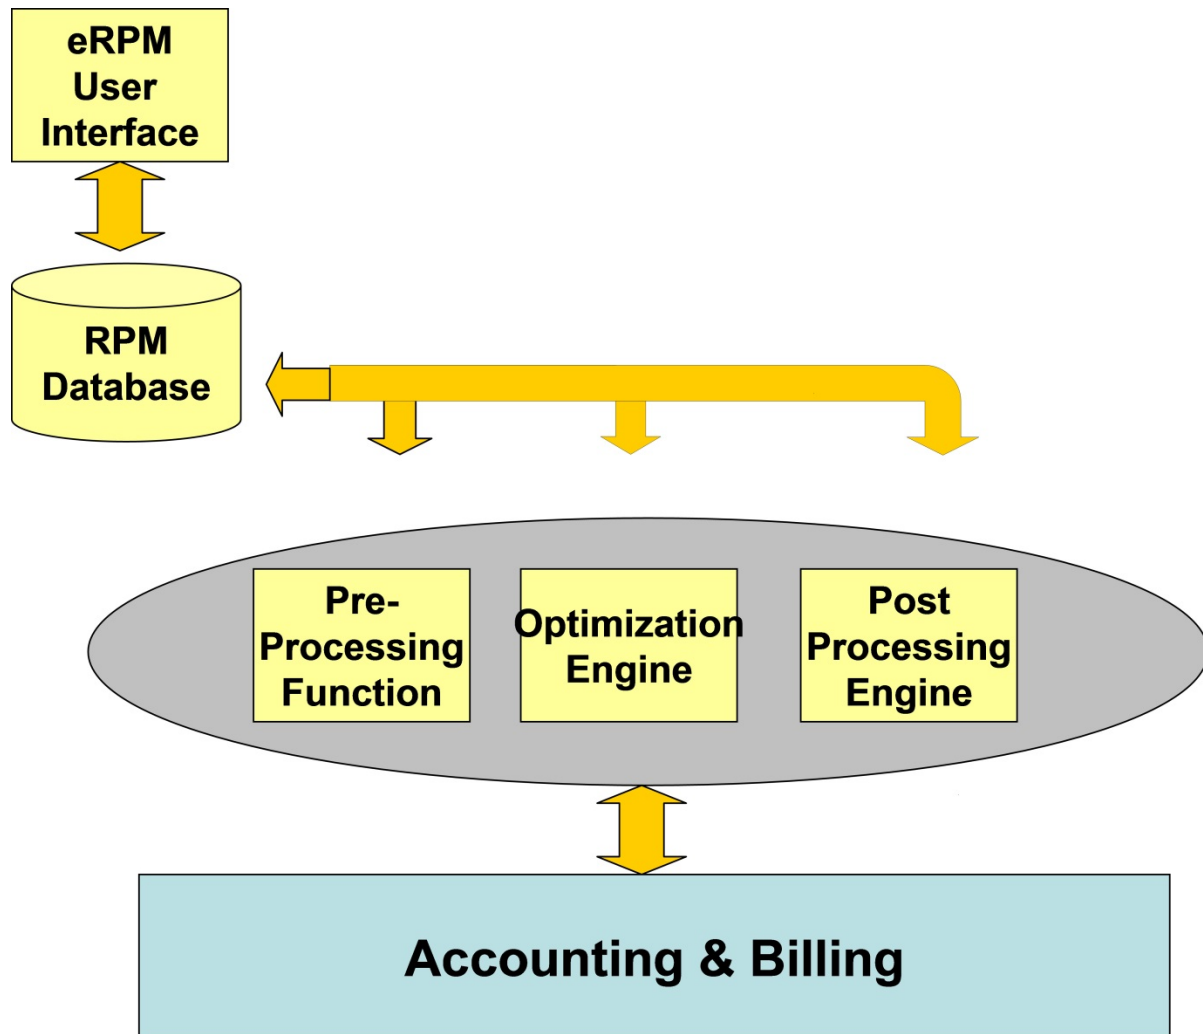 eRPM
User
Interface
RPM
Database
Pre-
Processing
Function
Optimization
Engine
Post
Processing
Engine
Accounting & Billing